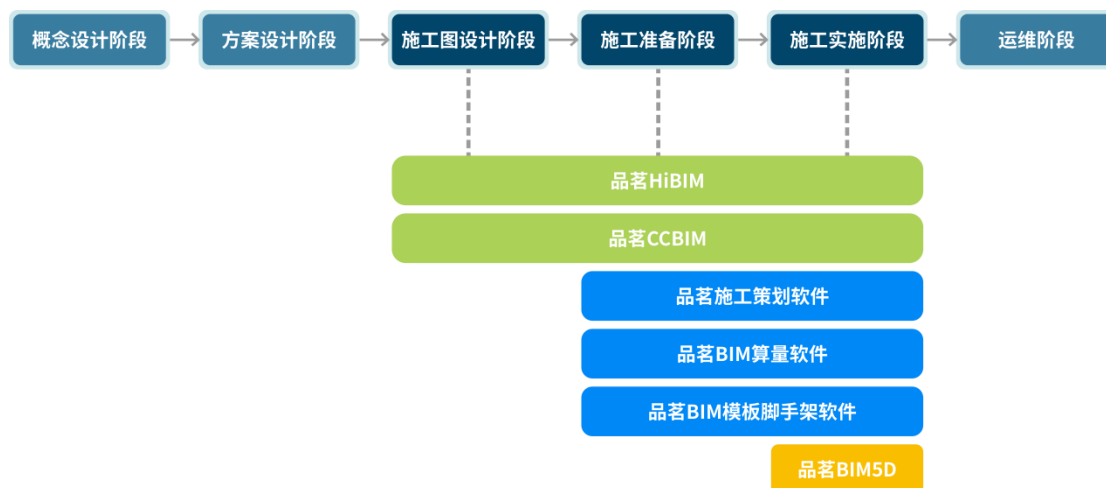 概念设计阶段
方案设计阶段
施工图设计阶段
施工准备阶段
施工实施阶段
运维阶段
品茗HiBIM
品茗CCBIM
品茗施工策划软件
品茗BIM算量软件
品茗BIM模板脚手架软件
品茗BIM5D